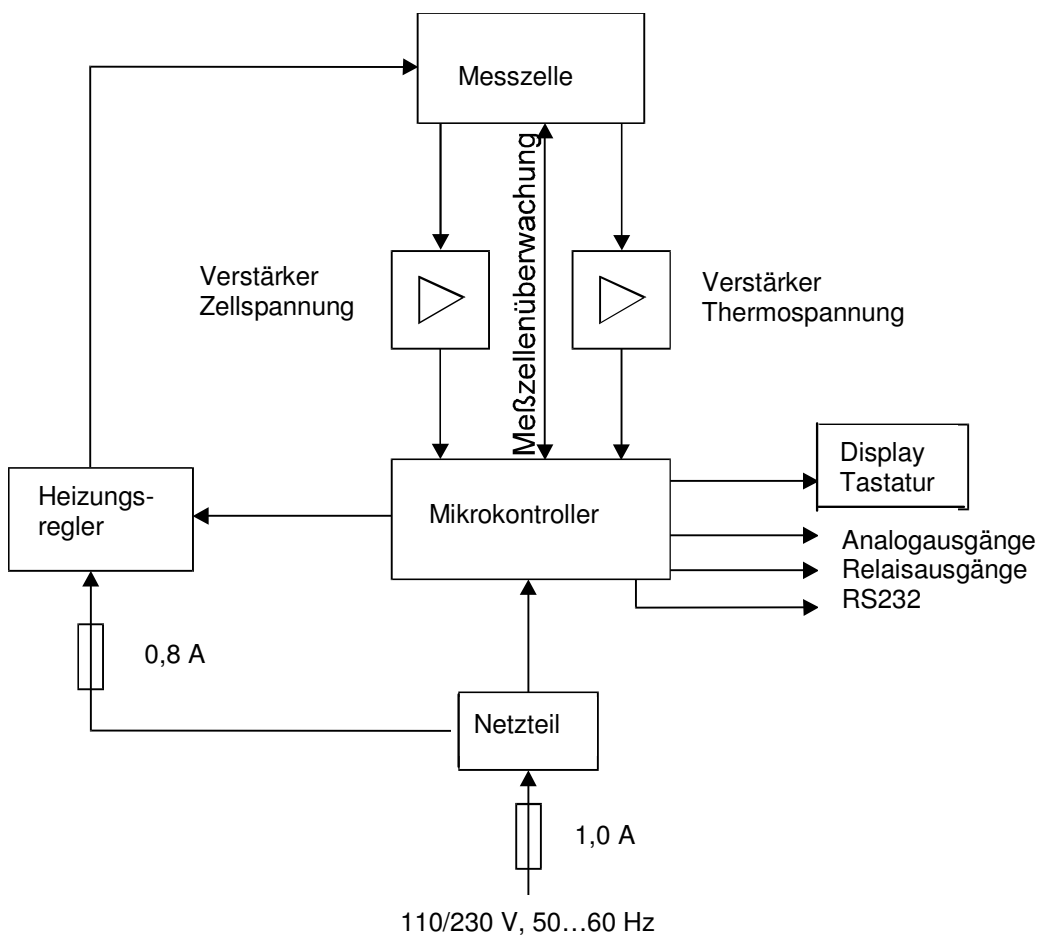 Messzelle
Meßzellenüberwachung
Verstärker
Zellspannung
Verstärker
Thermospannung
Display
Tastatur
Heizungs-
regler
Mikrokontroller
Analogausgänge
Relaisausgänge
RS232
0,8 A
Netzteil
1,0 A
110/230 V, 50...60 Hz